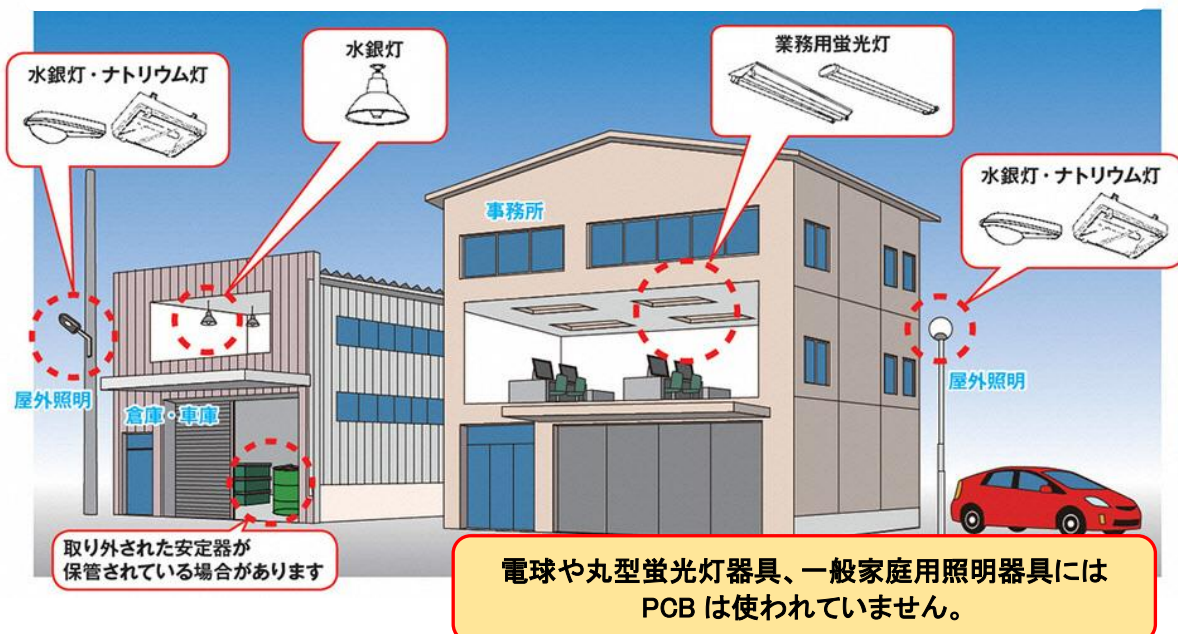 水銀灯・ナトリウム灯
水銀灯
業務用蛍光灯
水銀灯・ナトリウム灯
事務所
屋外照明
倉庫・車庫
屋外照明
取り外された安定器が
保管されている場合があります
電球や丸型蛍光灯器具、一般家庭用照明器具には
PCB は使われていません。